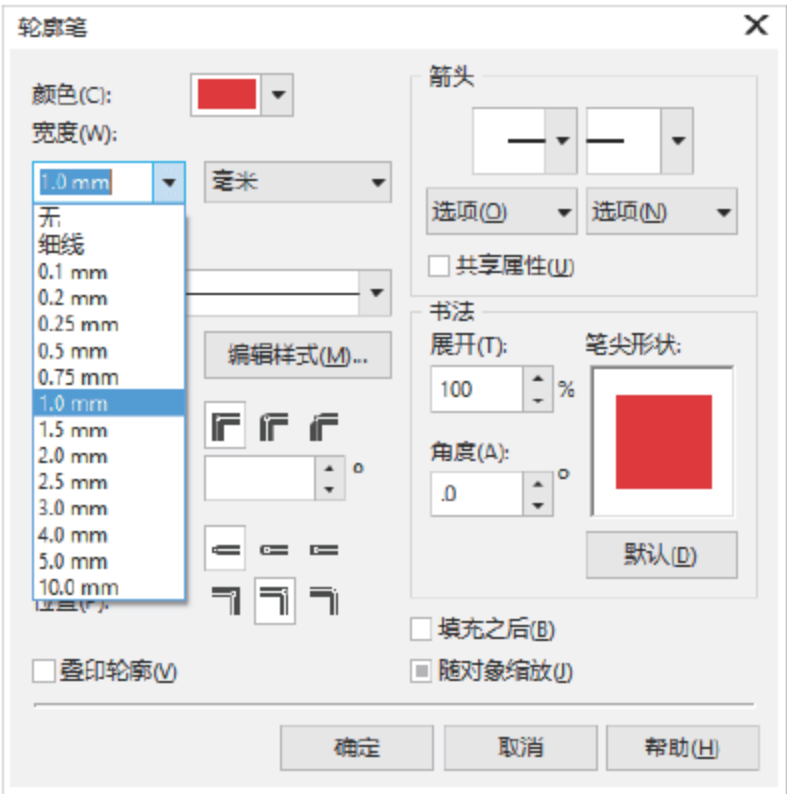 轮廓笔
颜色(C):
宽度(W):
1.0 mm
毫米
无
细线
0.1 mm
0.2 mm
0.25 mm
0.5 mm
0.75 mm
1.0 mm
1.5 mm
2.0 mm
2.5 mm
3.0 mm
4.0 mm
5.0 mm
10.0 mm
编辑样式(M)...
°
位置(P):
叠印轮廓(V)
箭头
选项(O)
选项(N)
共享属性(U)
书法
展开(T):
笔尖形状:
100
%
角度(A):
.0
°
默认(D)
填充之后(B)
随对象缩放(J)
确定
取消
帮助(H)